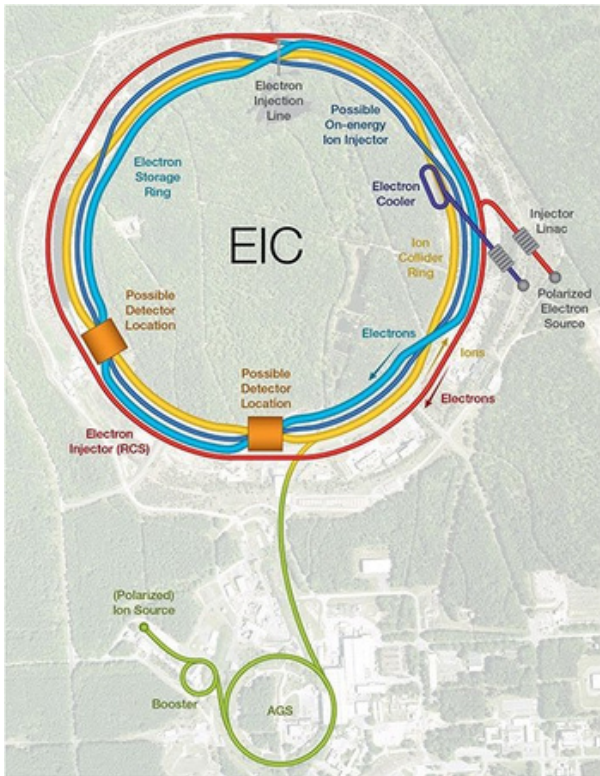 Electron
Injection
Line
Possible
On-energy
Ion Injector
Electron
Storage
Ring
Electron
Cooler
Injector
Linac
EIC
Ion
Collider
Ring
Polarized
Electron
Source
Possible
Detector
Location
Electrons
Ions
Possible
Detector
Location
Electrons
Electron
Injector (RCS)
(Polarized)
Ion Source
Booster
AGS